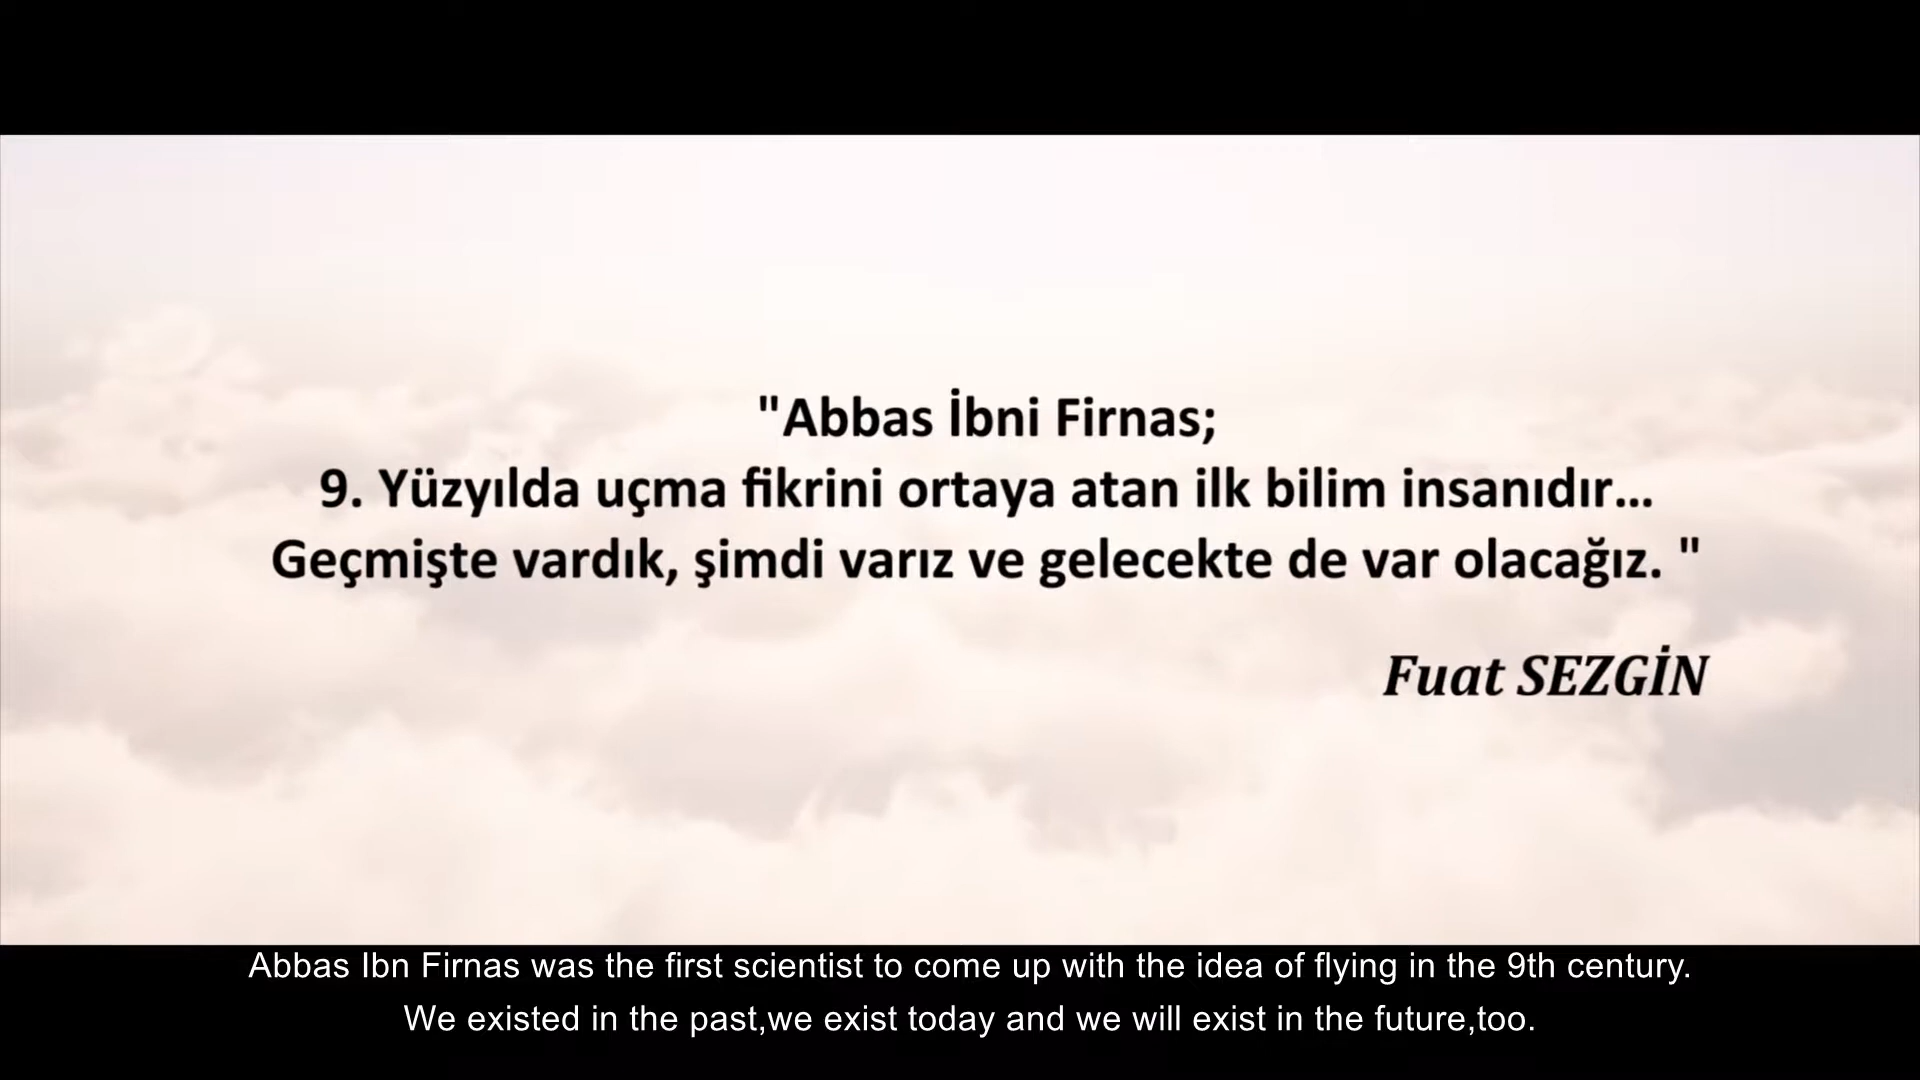 "Abbas İbni Firnas;
9. Yüzyılda uçma fikrini ortaya atan ilk bilim insanıdır...
Geçmişte vardık, şimdi varız ve gelecekte de var olacağız. "
Fuat SEZGİN
Abbas Ibn Firnas was the first scientist to come up with the idea of flying in the 9th century.
We existed in the past,we exist today and we will exist in the future,too.